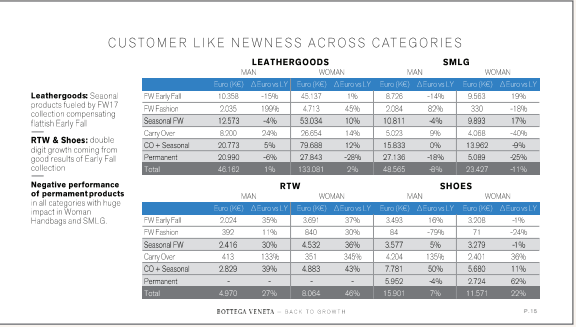 CUSTOMER LIKE NEWNESS ACROSS CATEGORIES
LEATHERGOODS SMLG
MAN WOMAN MAN WOMAN
Euro (K€) Δ Euro vs LY Euro (K€) Δ Euro vs LY Euro (K€) Δ Euro vs LY Euro (K€) Δ Euro vs LY
FW Early Fall 10.358 -15% 45.137 1% 8.726 -14% 9.563 19%
FW Fashion 2.035 199% 4.713 45% 2.084 82% 330 -18%
Seasonal FW 12.573 -4% 53.034 10% 10.811 -4% 9.893 17%
Carry Over 8.200 24% 26.654 14% 5.023 9% 4.068 -40%
CO + Seasonal 20.773 5% 79.688 12% 15.833 0% 13.962 -9%
Permanent 20.990 -6% 27.843 -28% 27.136 -18% 5.089 -25%
Total 46.162 1% 133.081 2% 48.565 -6% 23.427 -11%
Leathergoods: Seasonal
products fueled by FW17
collection compensating
flattish Early Fall
RTW & Shoes: double
digit growth coming from
good results of Early Fall
collection
Negative performance
of permanent products
in all categories with huge
impact in Woman
Handbags and SMLG.
RTW SHOES
MAN WOMAN MAN WOMAN
Euro (K€) Δ Euro vs LY Euro (K€) Δ Euro vs LY Euro (K€) Δ Euro vs LY Euro (K€) Δ Euro vs LY
FW Early Fall 2.024 35% 3.691 37% 3.493 16% 3.208 -1%
FW Fashion 392 11% 840 30% 84 -79% 71 -24%
Seasonal FW 2.416 30% 4.532 36% 3.577 5% 3.279 -1%
Carry Over 413 133% 351 345% 4.204 135% 2.401 36%
CO + Seasonal 2.829 39% 4.883 43% 7.781 50% 5.680 11%
Permanent - - - - 5.952 -4% 2.724 62%
Total 4.970 27% 8.064 46% 15.901 7% 11.571 22%
BOTTEGA VENETA — BACK TO GROWTH P.15